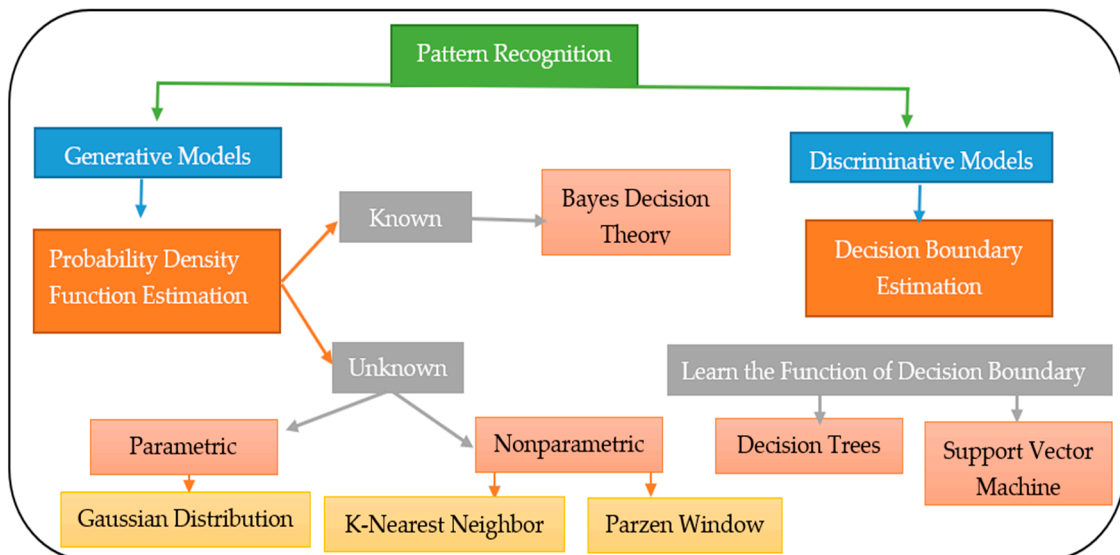 Pattern Recognition
Generative Models
Discriminative Models
Known
Bayes Decision
Theory
Probability Density
Function Estimation
Decision Boundary
Estimation
Unknown
Learn the Function of Decision Boundary
Parametric
Nonparametric
Decision Trees
Support Vector
Machine
Gaussian Distribution
K-Nearest Neighbor
Parzen Window